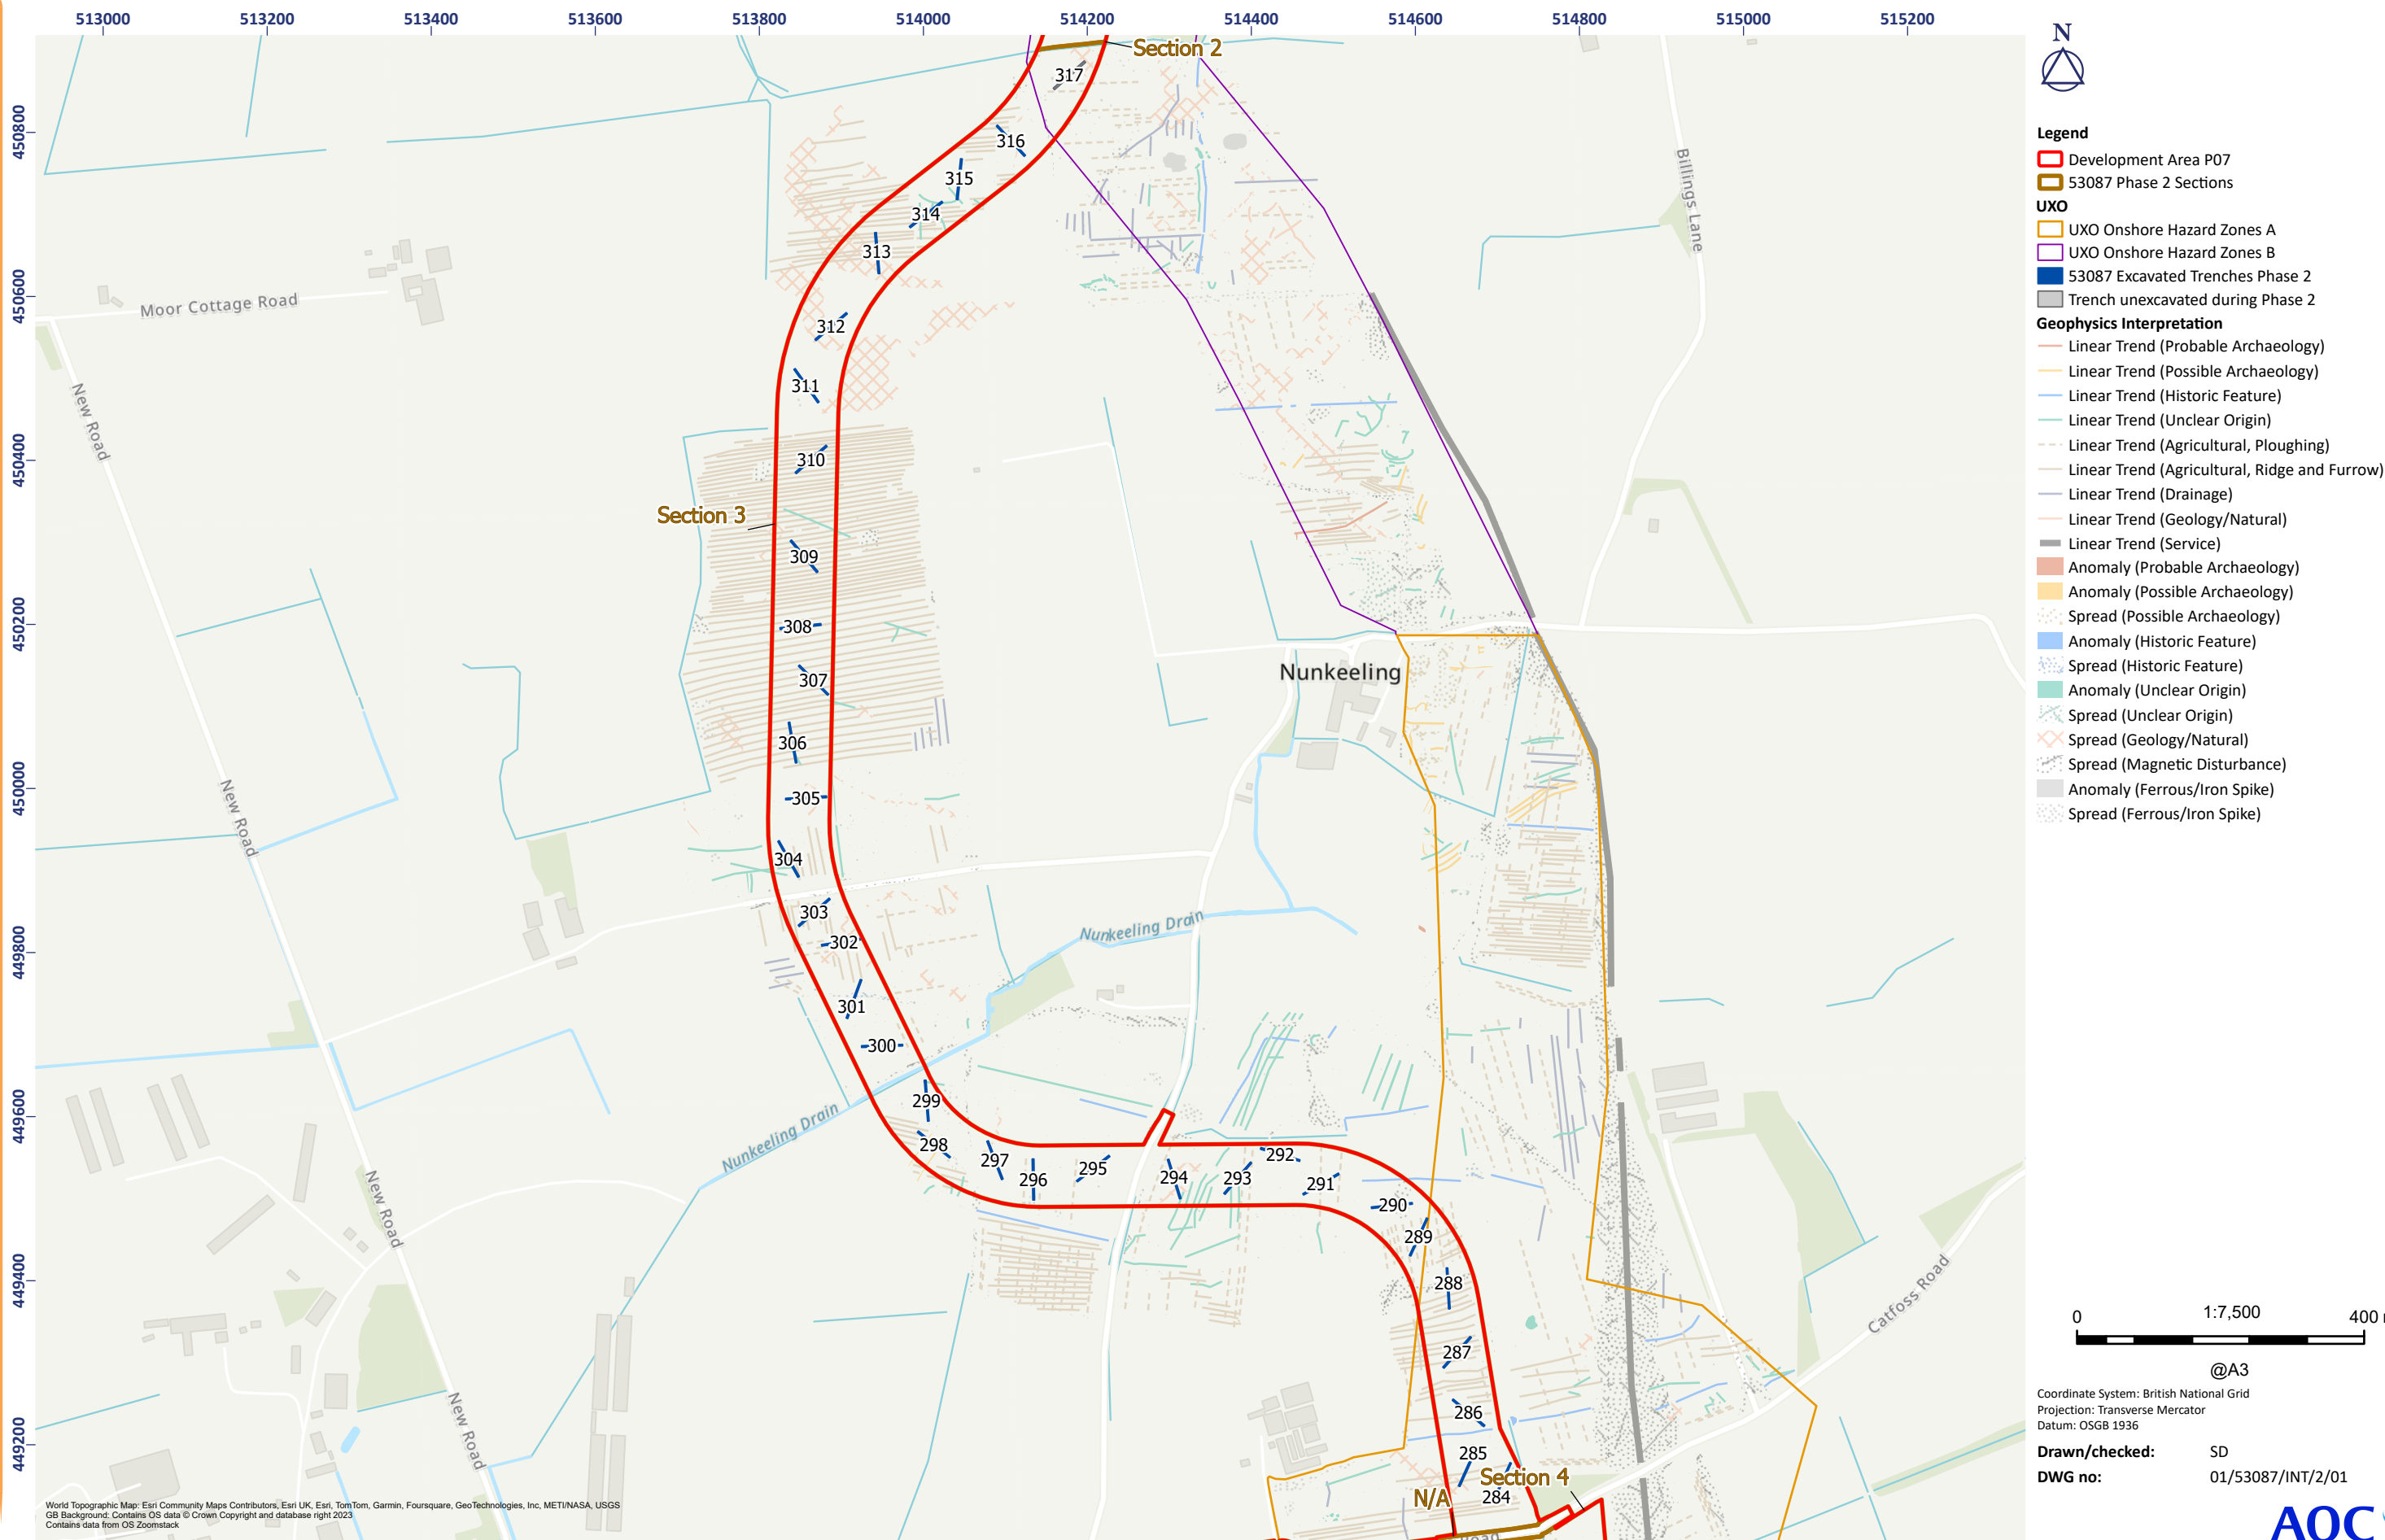 513000 513200 513400 513600 513800 514000 514200 514400 514600 514800 515000 515200
450800
450600
450400
450200
450000
449800
449600
449400
449200
Section 2
317
316
315
314
313
312
311
310
Section 3
309
308
307
306
305
304
303
302
301
300
299
298
297
296
295
294
293
292
291
290
289
288
287
286
285
284
Section 4
N/A
Moor Cottage Road
New Road
New Road
New Road
New Road
Billings Lane
Nunkeeling
Nunkeeling Drain
Nunkeeling Drain
Catfoss Road
Road
World Topographic Map: Esri Community Maps Contributors, Esri UK, Esri, TomTom, Garmin, Foursquare, GeoTechnologies, Inc, METI/NASA, USGS
GB Background: Contains OS data © Crown Copyright and database right 2023
Contains data from OS Zoomstack
N
Legend
Development Area P07
53087 Phase 2 Sections
UXO
UXO Onshore Hazard Zones A
UXO Onshore Hazard Zones B
53087 Excavated Trenches Phase 2
Trench unexcavated during Phase 2
Geophysics Interpretation
Linear Trend (Probable Archaeology)
Linear Trend (Possible Archaeology)
Linear Trend (Historic Feature)
Linear Trend (Unclear Origin)
Linear Trend (Agricultural, Ploughing)
Linear Trend (Agricultural, Ridge and Furrow)
Linear Trend (Drainage)
Linear Trend (Geology/Natural)
Linear Trend (Service)
Anomaly (Probable Archaeology)
Anomaly (Possible Archaeology)
Spread (Possible Archaeology)
Anomaly (Historic Feature)
Spread (Historic Feature)
Anomaly (Unclear Origin)
Spread (Unclear Origin)
Spread (Geology/Natural)
Spread (Magnetic Disturbance)
Anomaly (Ferrous/Iron Spike)
Spread (Ferrous/Iron Spike)
0 1:7,500 400
@A3
Coordinate System: British National Grid
Projection: Transverse Mercator
Datum: OSGB 1936
Drawn/checked: SD
DWG no: 01/53087/INT/2/01
AOC